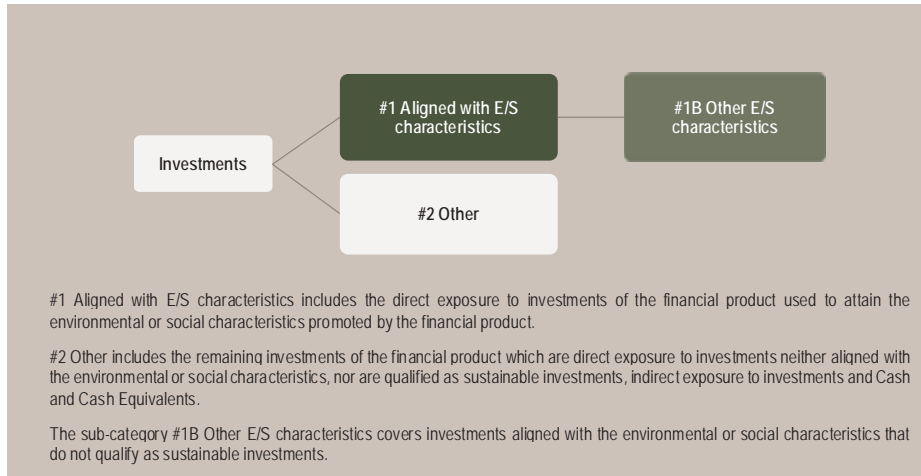 #1 Aligned with E/S
characteristics
#1B Other E/S
characteristics
Investments
#2 Other
#1 Aligned with E/S characteristics includes the direct exposure to investments of the financial product used to attain the
environmental or social characteristics promoted by the financial product.
#2 Other includes the remaining investments of the financial product which are direct exposure to investments neither aligned with
the environmental or social characteristics, nor are qualified as sustainable investments, indirect exposure to investments and Cash
and Cash Equivalents.
The sub-category #1B Other E/S characteristics covers investments aligned with the environmental or social characteristics that
do not qualify as sustainable investments.